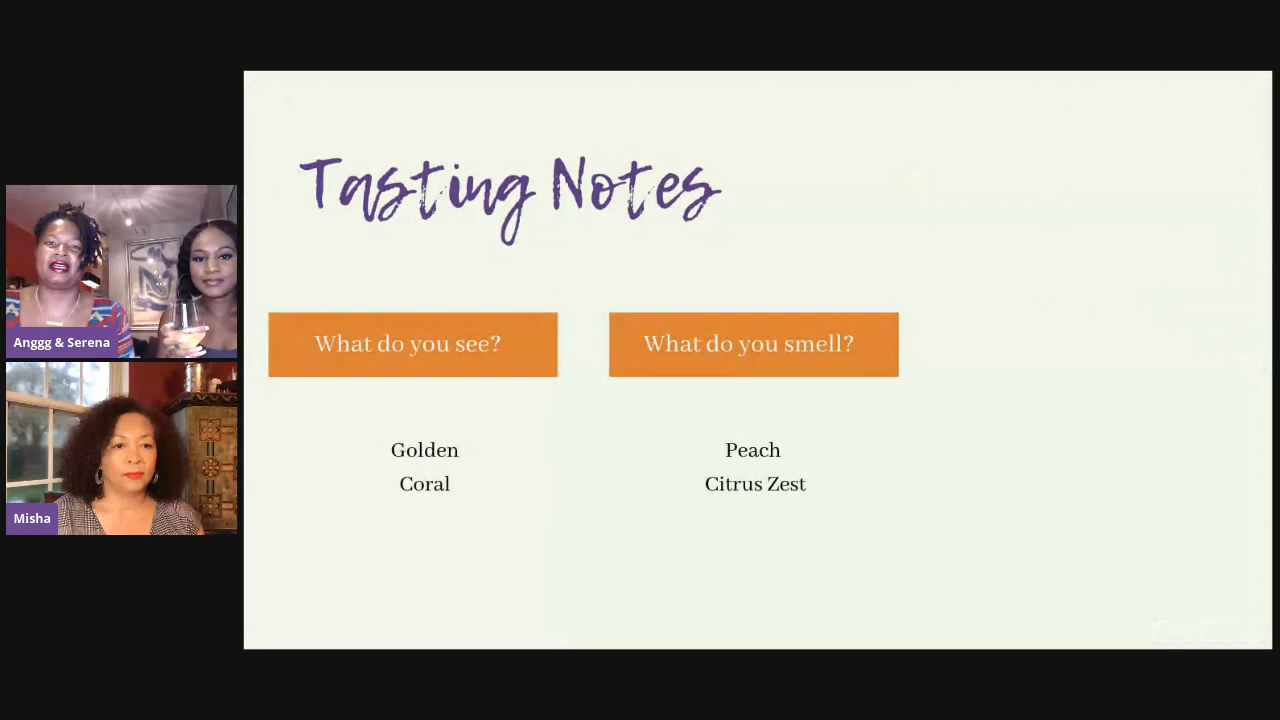 Tasting Notes
What do you see?
What do you smell?
Golden
Coral
Peach
Citrus Zest
Anggg & Serena
Misha